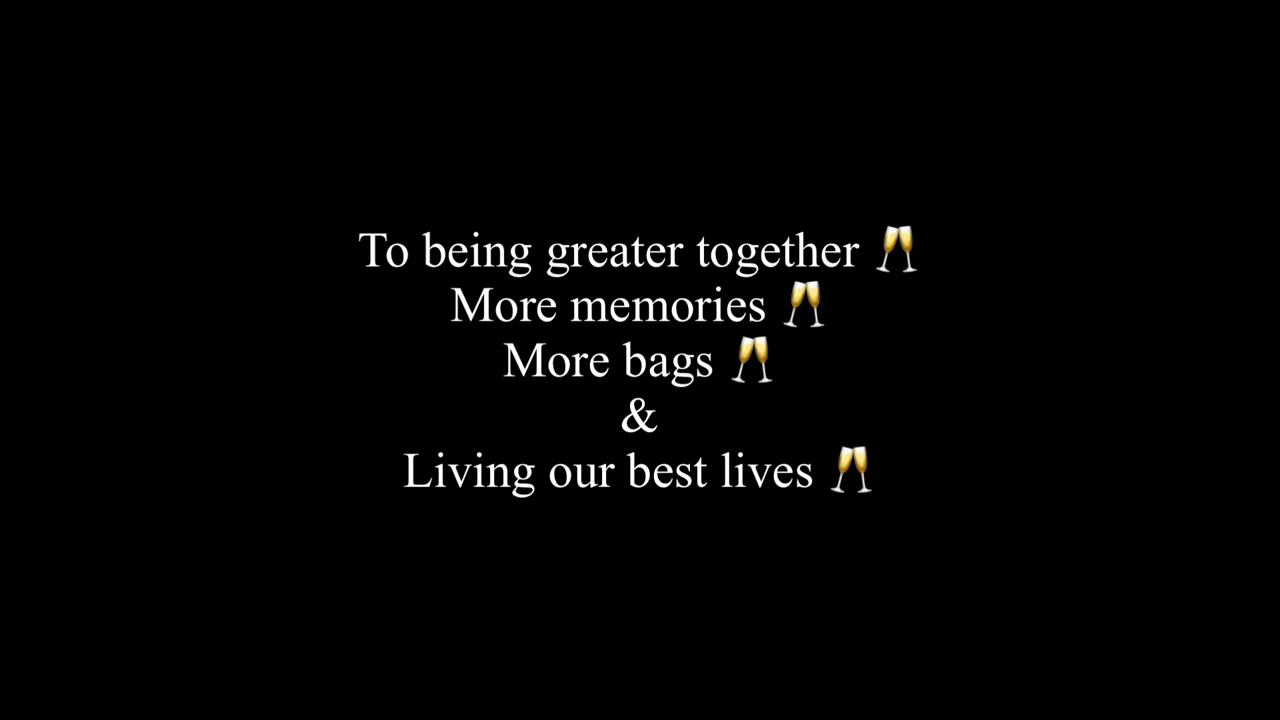 To being greater together 🥂
More memories 🥂
More bags 🥂
&
Living our best lives 🥂